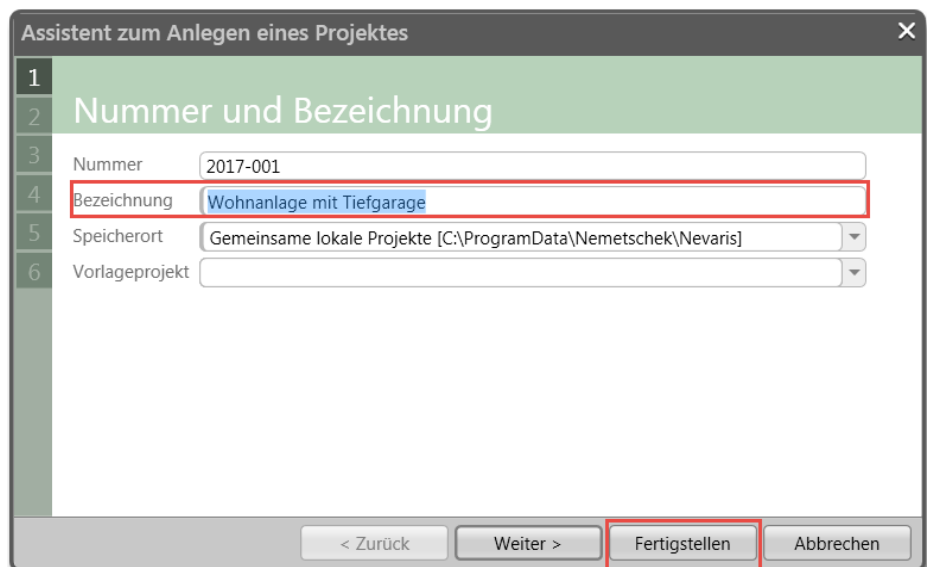 Assistent zum Anlegen eines Projektes
1
2
3
4
5
6
Nummer und Bezeichnung
Nummer 2017-001
Bezeichnung Wohnanlage mit Tiefgarage
Speicherort Gemeinsame lokale Projekte [C:\ProgramData\Nemetschek\Nevaris]
Vorlageprojekt
< Zurück Weiter > Fertigstellen Abbrechen